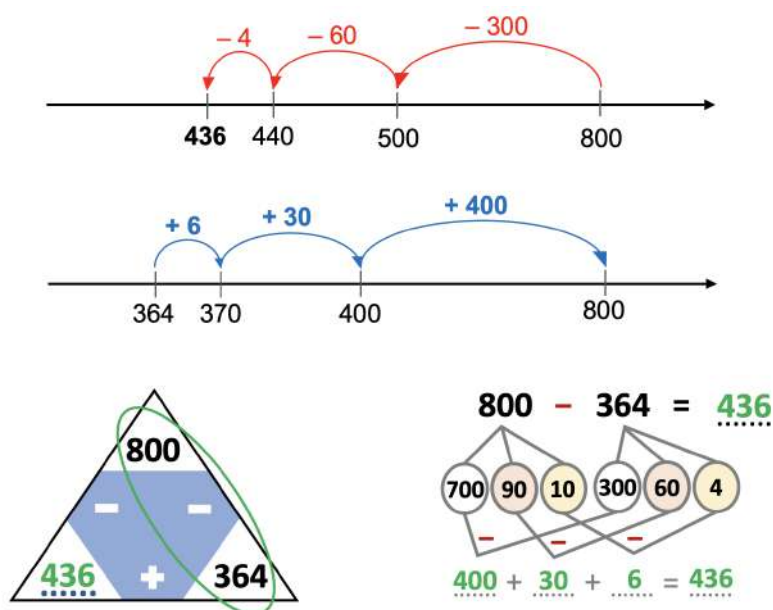 – 4 – 60 – 300
436 440 500 800
+ 6 + 30 + 400
364 370 400 800
800
– –
436 + 364
800 – 364 = 436
700 90 10 300 60 4
– – –
400 + 30 + 6 = 436